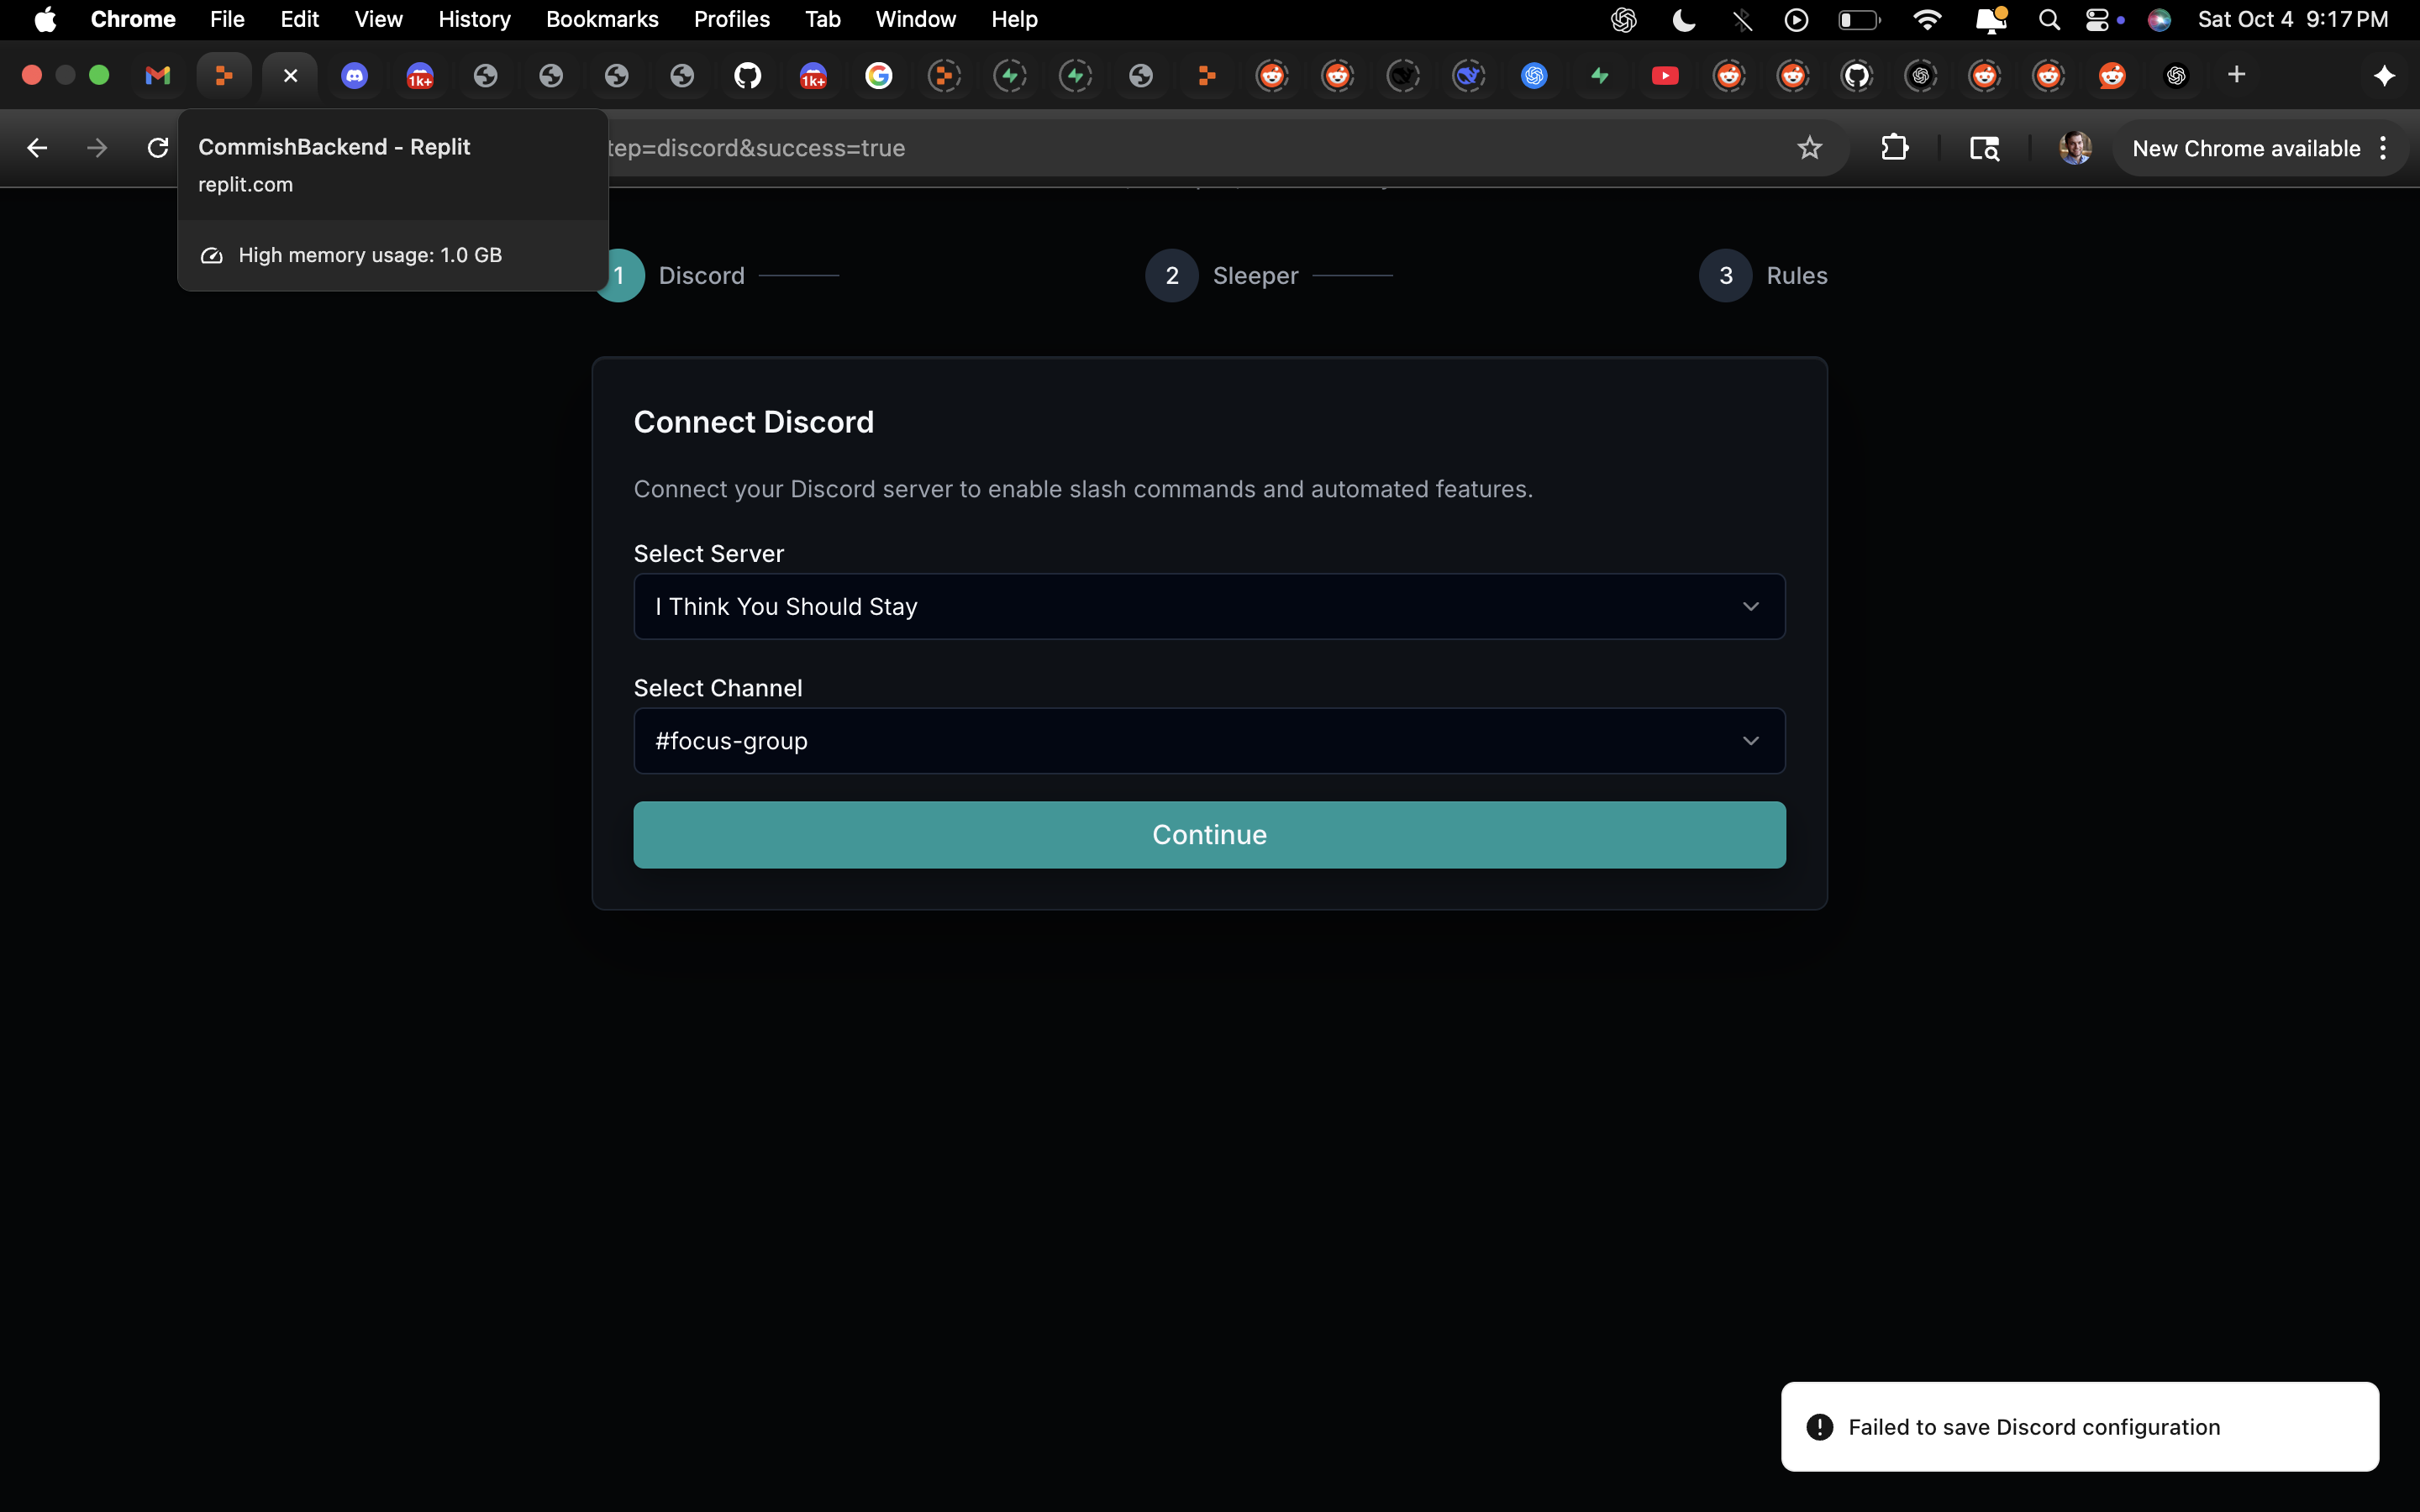 Chrome File Edit View History Bookmarks Profiles Tab Window Help Sat Oct 4 9:17 PM
1K+ 1K+
CommishBackend - Replit
replit.com
High memory usage: 1.0 GB
tep=discord&success=true
New Chrome available
1 Discord 2 Sleeper 3 Rules
Connect Discord
Connect your Discord server to enable slash commands and automated features.
Select Server
I Think You Should Stay
Select Channel
#focus-group
Continue
Failed to save Discord configuration